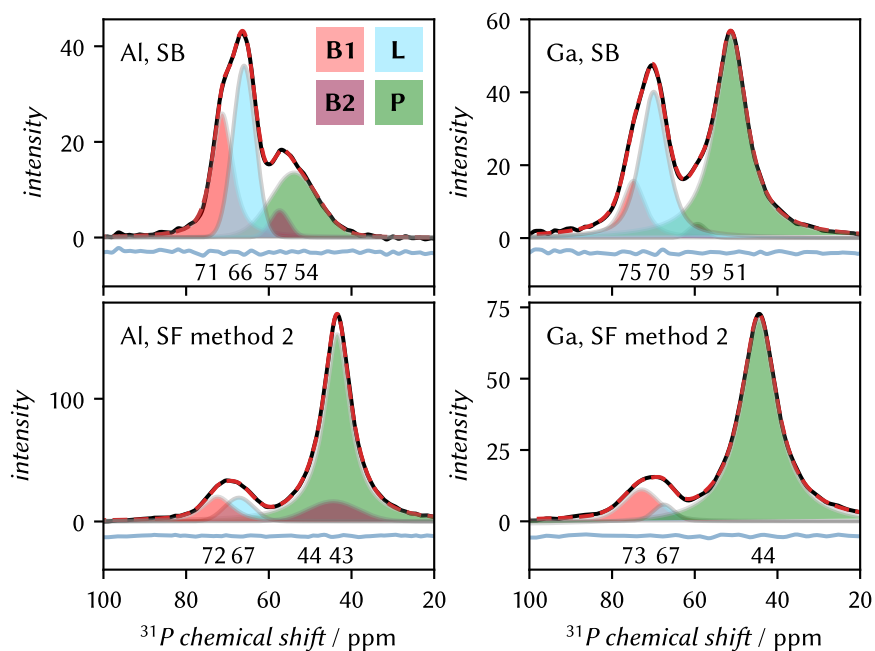 Al, SB
B1
L
B2
P
intensity
40
20
0
71 66 57 54
Ga, SB
intensity
60
40
20
0
75 70 59 51
Al, SF method 2
intensity
100
0
72 67 44 43
100 80 60 40 20
31P chemical shift / ppm
Ga, SF method 2
intensity
75
50
25
0
73 67 44
100 80 60 40 20
31P chemical shift / ppm